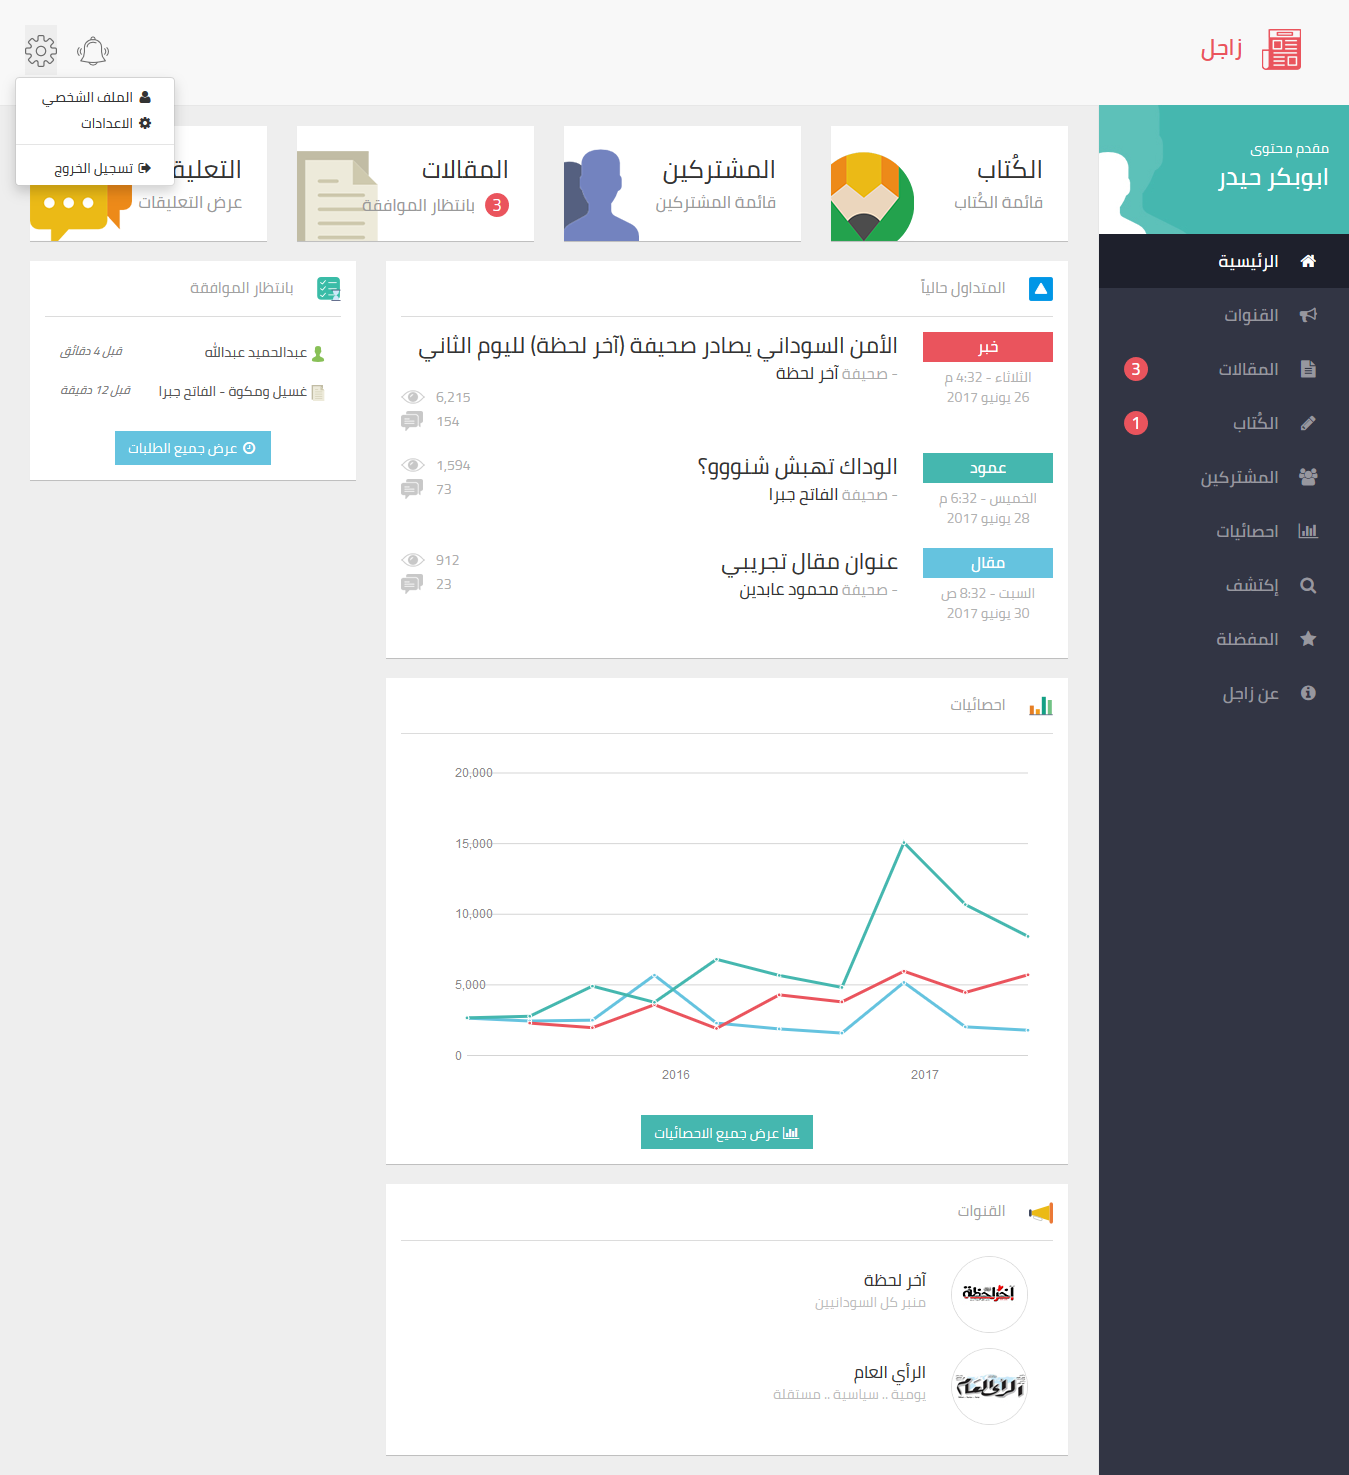 زاجل
الملف الشخصي
الاعدادات
تسجيل الخروج
مقدم محتوى
ابوبكر حيدر
الرئيسية
القنوات
المقالات
3
الكُتاب
1
المشتركين
احصائيات
إكتشف
المفضلة
عن زاجل
الكُتاب
قائمة الكُتاب
المشتركين
قائمة المشتركين
المقالات
3 بانتظار الموافقة
التعليق
عرض التعليقات
المتداول حالياً
خبر
الثلاثاء - 4:32 م
26 يونيو 2017
الأمن السوداني يصادر صحيفة (آخر لحظة) لليوم الثاني
- صحيفة آخر لحظة
6,215
154
عمود
الخميس - 6:32 م
28 يونيو 2017
الوداك تهبش شنووو؟
- صحيفة الفاتح جبرا
1,594
73
مقال
السبت - 8:32 ص
30 يونيو 2017
عنوان مقال تجريبي
- صحيفة محمود عابدين
912
23
بانتظار الموافقة
عبدالحميد عبدالله
قبل 4 دقائق
غسيل ومكوة - الفاتح جبرا
قبل 12 دقيقة
عرض جميع الطلبات
احصائيات
20,000
15,000
10,000
5,000
0
2016
2017
عرض جميع الاحصائيات
القنوات
آخر لحظة
آخر لحظة
منبر كل السودانيين
الرأي العام
الرأي العام
يومية .. سياسية .. مستقلة